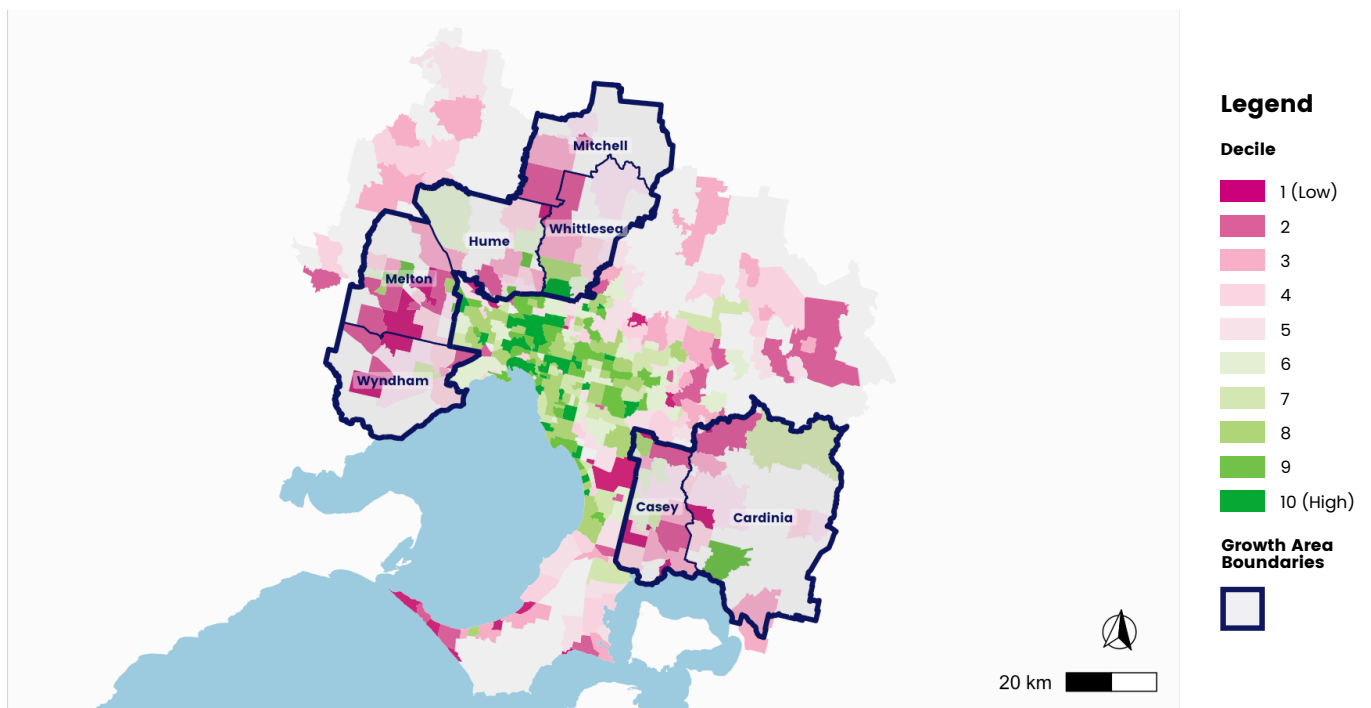 Legend
Decile
1 (Low)
2
3
4
5
6
7
8
9
10 (High)
Growth Area
Boundaries
Mitchell
Whittlesea
Hume
Melton
Wyndham
Casey
Cardinia
20 km